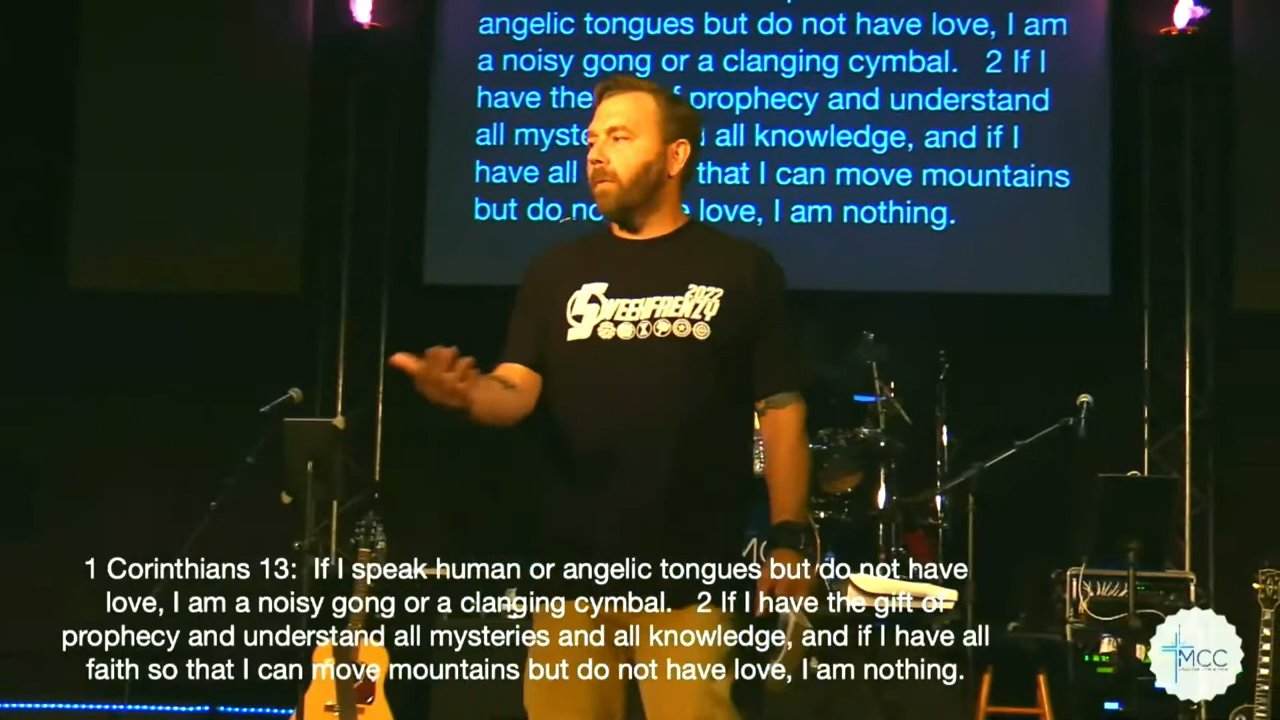 angelic tongues but do not have love, I am
a noisy gong or a clanging cymbal. 2 If I
have the prophecy and understand
all all knowledge, and if I
have all that I can move mountains
but do love, I am nothing.
2022
5WEEKFRENZY
1 Corinthians 13: If I speak human or angelic tongues but do not have
love, I am a noisy gong or a clanging cymbal. 2 If I have the gift of
prophecy and understand all mysteries and all knowledge, and if I have all
faith so that I can move mountains but do not have love, I am nothing.
MCC